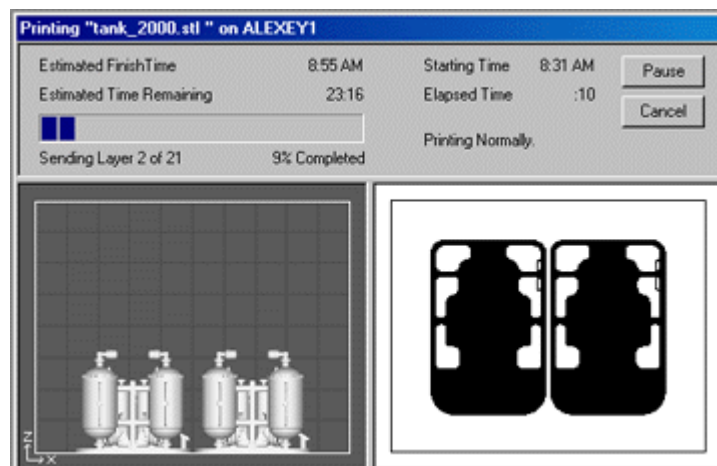 Printing "tank_2000.stl " on ALEXEY1
Estimated FinishTime 8:55 AM Starting Time 8:31 AM Pause
Estimated Time Remaining 23:16 Elapsed Time :10
Cancel
Printing Normally.
Sending Layer 2 of 21 9% Completed
Z
X